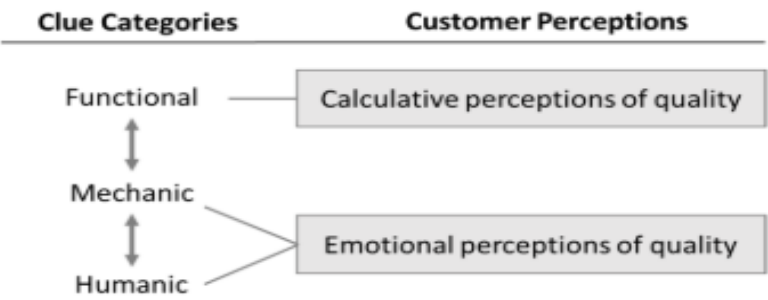 Clue Categories Customer Perceptions
Functional Calculative perceptions of quality
Mechanic
Emotional perceptions of quality
Humanic